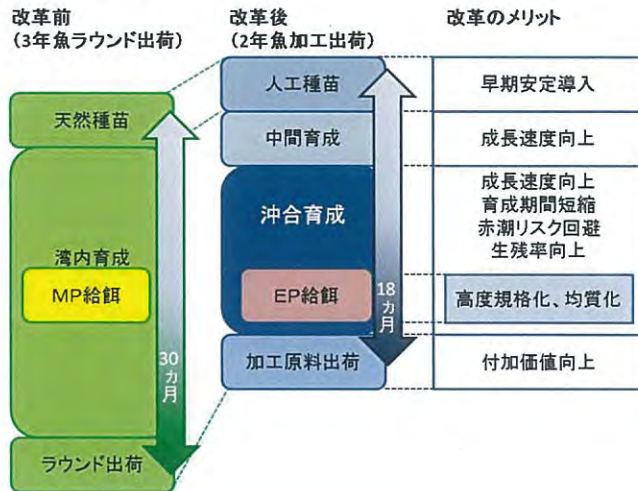 改革前
（3年魚ラウンド出荷）
天然種苗
湾内育成
MP給餌
30ヵ月
ラウンド出荷
改革後
（2年魚加工出荷）
人工種苗
中間育成
沖合育成
EP給餌
18ヵ月
加工原料出荷
改革のメリット
早期安定導入
成長速度向上
成長速度向上
育成期間短縮
赤潮リスク回避
生残率向上
高度規格化、均質化
付加価値向上